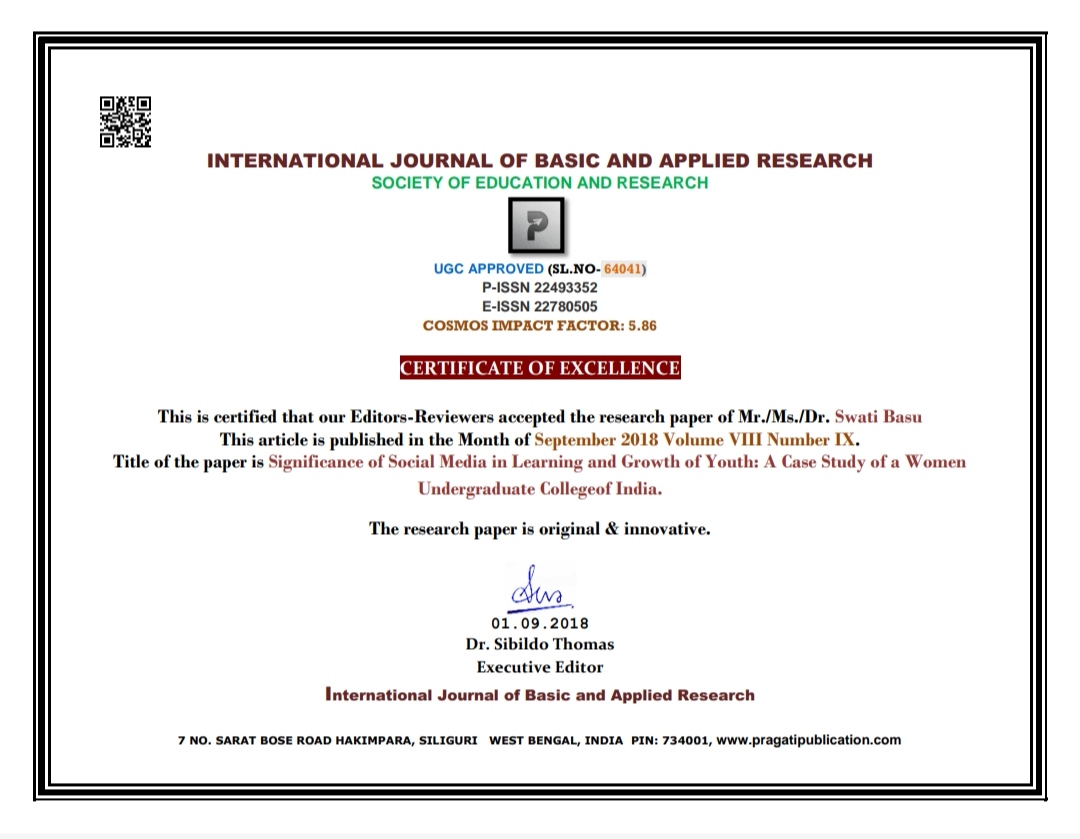 INTERNATIONAL JOURNAL OF BASIC AND APPLIED RESEARCH
SOCIETY OF EDUCATION AND RESEARCH
P
UGC APPROVED (SL.NO- 64041)
P-ISSN 22493352
E-ISSN 22780505
COSMOS IMPACT FACTOR: 5.86
CERTIFICATE OF EXCELLENCE
This is certified that our Editors-Reviewers accepted the research paper of Mr./Ms./Dr. Swati Basu
This article is published in the Month of September 2018 Volume VIII Number IX.
Title of the paper is Significance of Social Media in Learning and Growth of Youth: A Case Study of a Women
Undergraduate Collegeof India.
The research paper is original & innovative.
01.09.2018
Dr. Sibildo Thomas
Executive Editor
International Journal of Basic and Applied Research
7 NO. SARAT BOSE ROAD HAKIMPARA, SILIGURI WEST BENGAL, INDIA PIN: 734001, www.pragatipublication.com